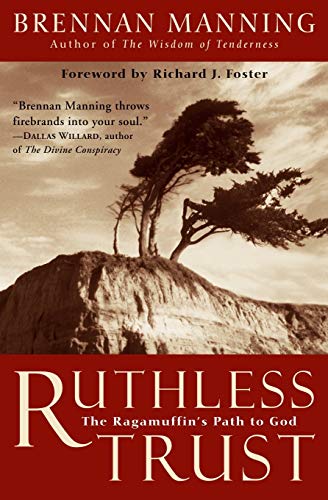 BRENNAN MANNING
Author of The Wisdom of Tenderness
Foreword by Richard J. Foster
“Brennan Manning throws
firebrands into your soul.”
—DALLAS WILLARD, author
of The Divine Conspiracy
RUTHLESS
The Ragamuffin's Path to God
TRUST